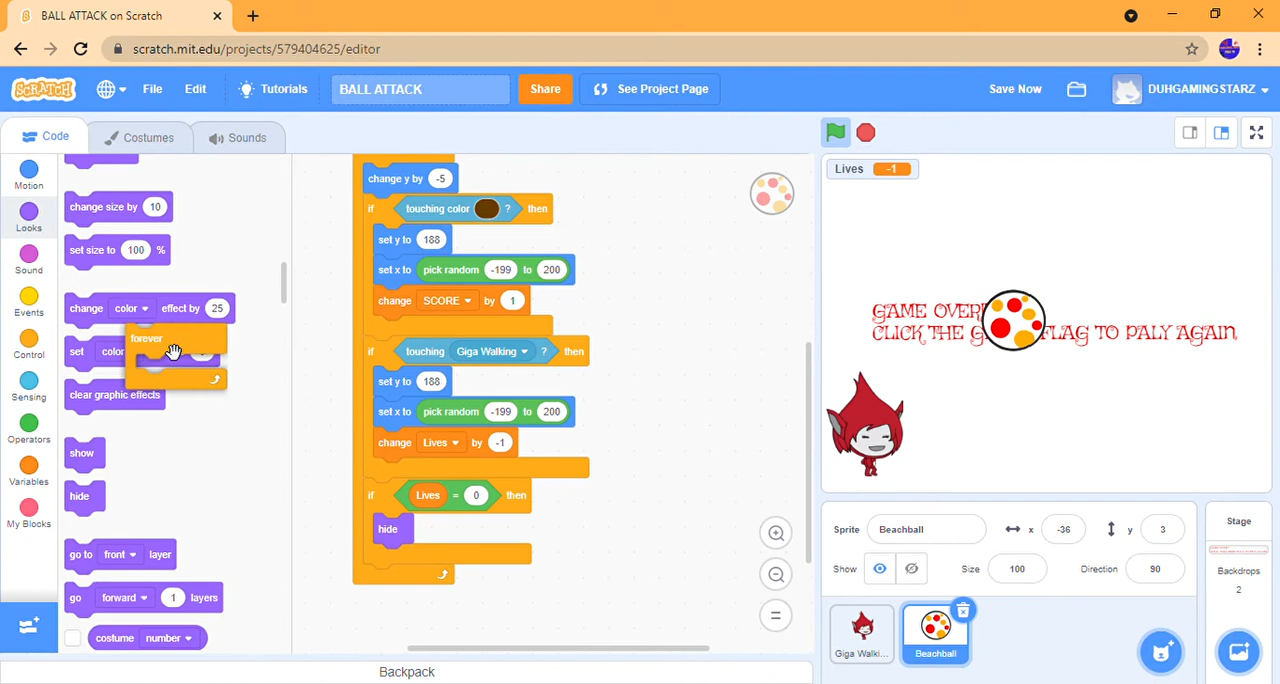 BALL ATTACK on Scratch
scratch.mit.edu/projects/579404625/editor
SCRATCH File Edit Tutorials BALL ATTACK Share See Project Page Save Now DUHGAMINGSTARZ
Code Costumes Sounds
Motion
Looks
Sound
Events
Control
Sensing
Operators
Variables
My Blocks
change size by 10
set size to 100 %
change color effect by 25
forever
set color
clear graphic effects
show
hide
go to front layer
go forward 1 layers
costume number
change y by -5
if touching color ? then
set y to 188
set x to pick random -199 to 200
change SCORE by 1
if touching Giga Walking ? then
set y to 188
set x to pick random -199 to 200
change Lives by -1
if Lives = 0 then
hide
Backpack
Lives -1
GAME OVER
CLICK THE G FLAG TO PALY AGAIN
Sprite Beachball x -36 y 3
Show Size 100 Direction 90
Giga Walki...
Beachball
Stage
Backdrops
2